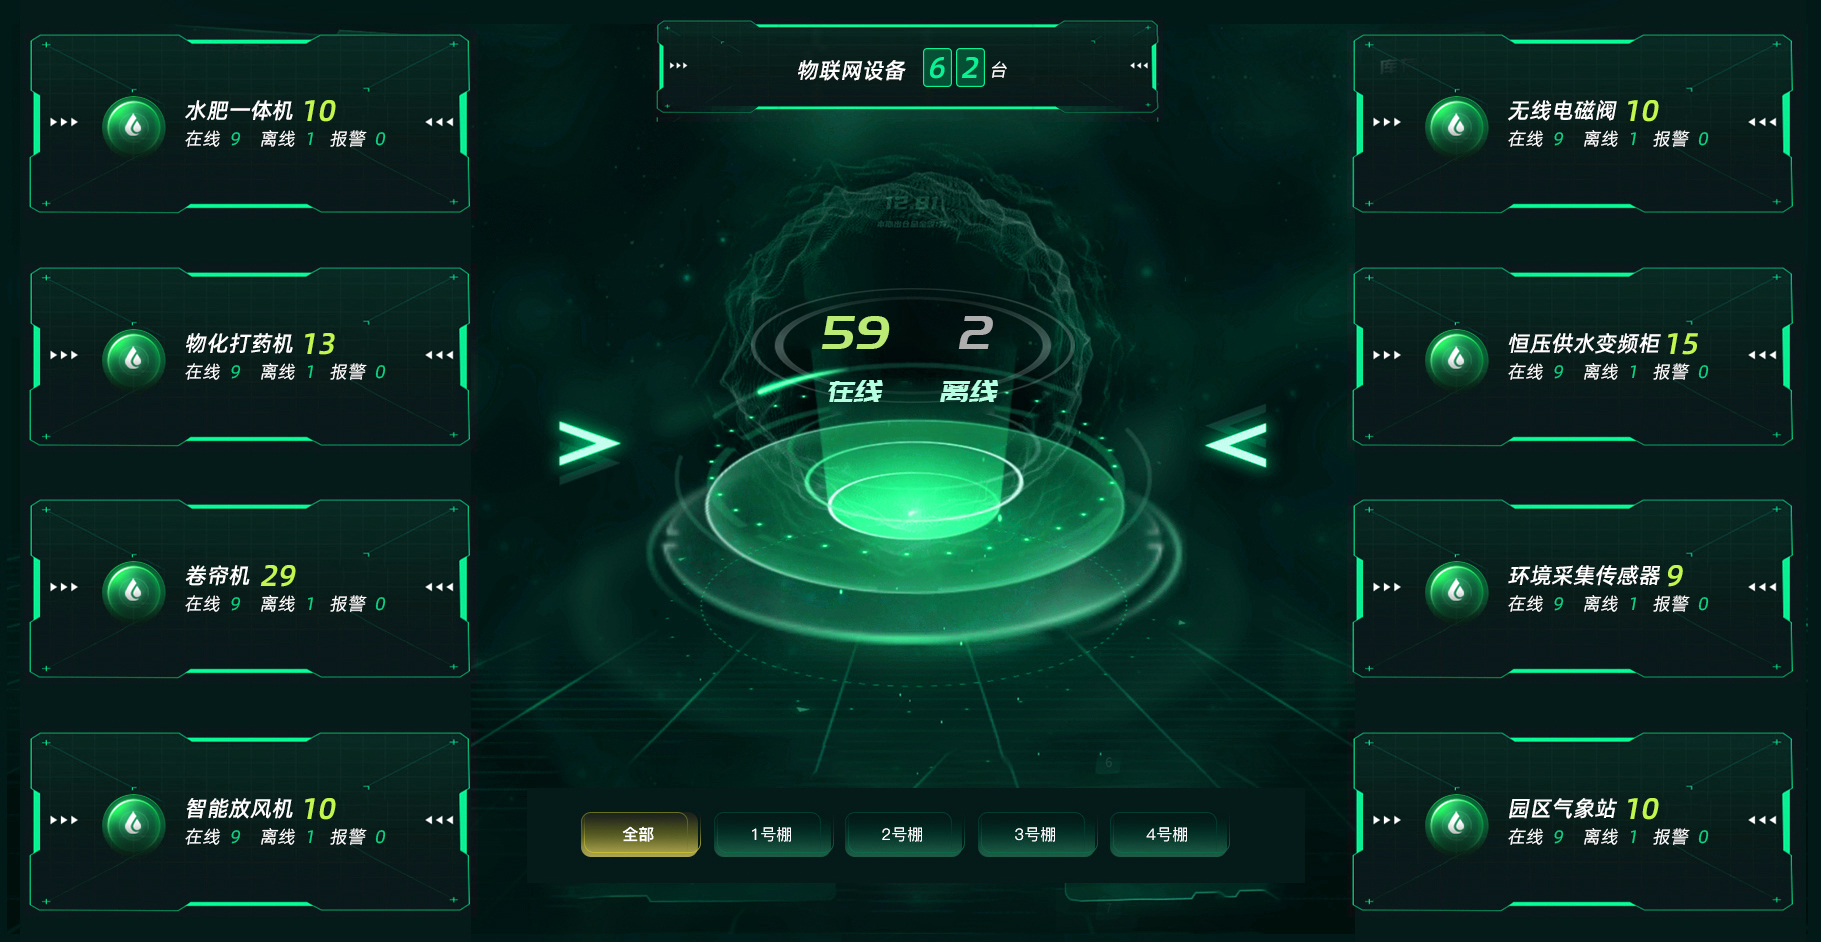 物联网设备 62 台
水肥一体机 10
在线 9 离线 1 报警 0
物化打药机 13
在线 9 离线 1 报警 0
卷帘机 29
在线 9 离线 1 报警 0
智能放风机 10
在线 9 离线 1 报警 0
59 2
在线 离线
全部 1号棚 2号棚 3号棚 4号棚
无线电磁阀 10
在线 9 离线 1 报警 0
恒压供水变频柜 15
在线 9 离线 1 报警 0
环境采集传感器 9
在线 9 离线 1 报警 0
园区气象站 10
在线 9 离线 1 报警 0